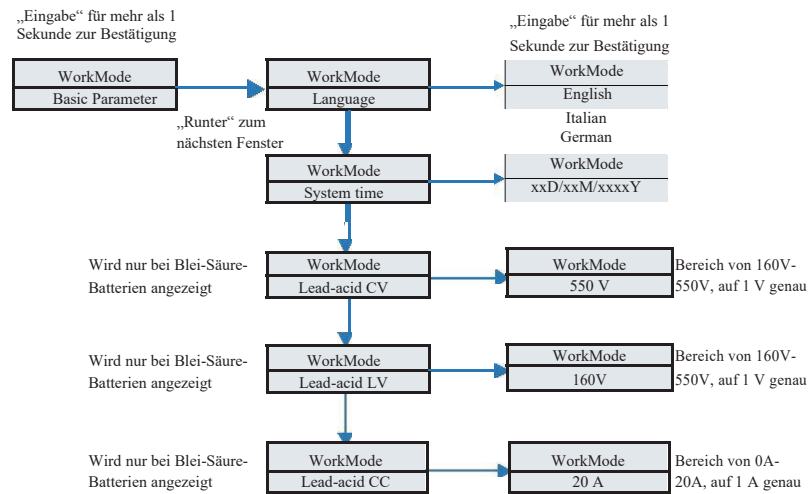 „Eingabe“ für mehr als 1
Sekunde zur Bestätigung
„Eingabe“ für mehr als 1
Sekunde zur Bestätigung
WorkMode
Basic Parameter
WorkMode
Language
WorkMode
English
Italian
German
„Runter“ zum
nächsten Fenster
WorkMode
System time
WorkMode
xxD/xxM/xxxxY
Wird nur bei Blei-Säure-
Batterien angezeigt
WorkMode
Lead-acid CV
WorkMode
550 V
Bereich von 160V-
550V, auf 1 V genau
Wird nur bei Blei-Säure-
Batterien angezeigt
WorkMode
Lead-acid LV
WorkMode
160V
Bereich von 160V-
550V, auf 1 V genau
Wird nur bei Blei-Säure-
Batterien angezeigt
WorkMode
Lead-acid CC
WorkMode
20 A
Bereich von 0A-
20A, auf 1 A genau